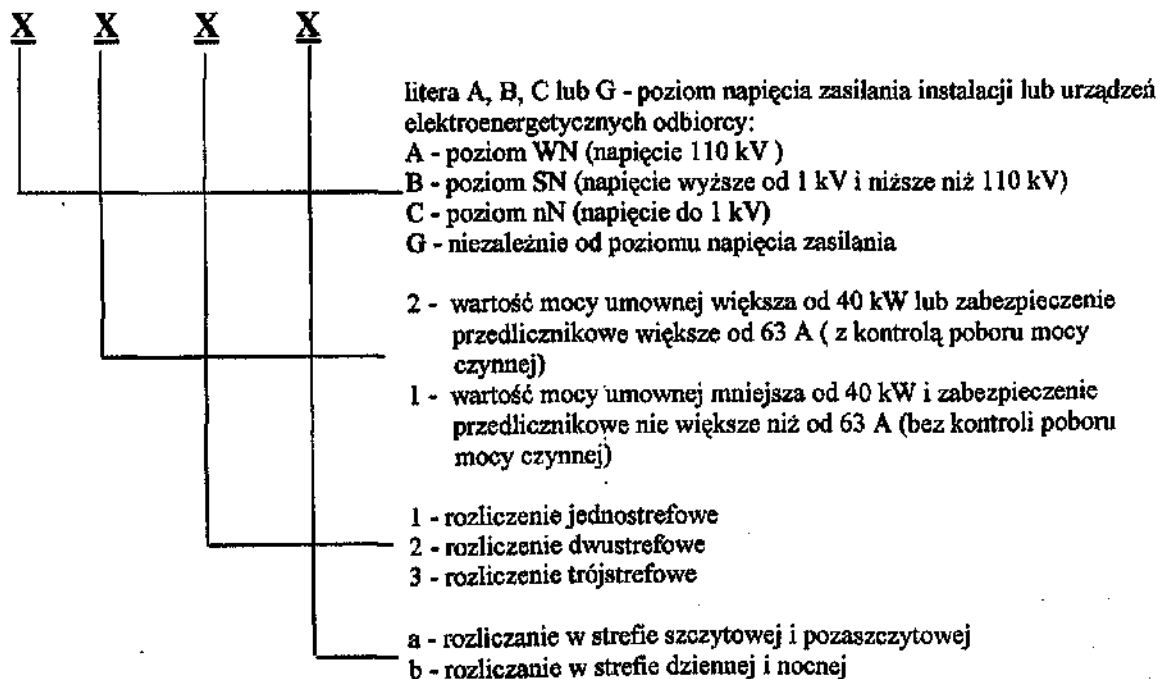 X X X X
litera A, B, C lub G - poziom napięcia zasilania instalacji lub urządzeń
elektroenergetycznych odbiorcy:
A - poziom WN (napięcie 110 kV )
B - poziom SN (napięcie wyższe od 1 kV i niższe niż 110 kV)
C - poziom nN (napięcie do 1 kV)
G - niezależnie od poziomu napięcia zasilania
2 - wartość mocy umownej większa od 40 kW lub zabezpieczenie
przedlicznikowe większe od 63 A ( z kontrolą poboru mocy
czynnej)
1 - wartość mocy umownej mniejsza od 40 kW i zabezpieczenie
przedlicznikowe nie większe niż od 63 A (bez kontroli poboru
mocy czynnej)
1 - rozliczenie jednostrefowe
2 - rozliczenie dwustrefowe
3 - rozliczenie trójstrefowe
a - rozliczanie w strefie szczytowej i pozaszczytowej
b - rozliczanie w strefie dziennej i nocnej